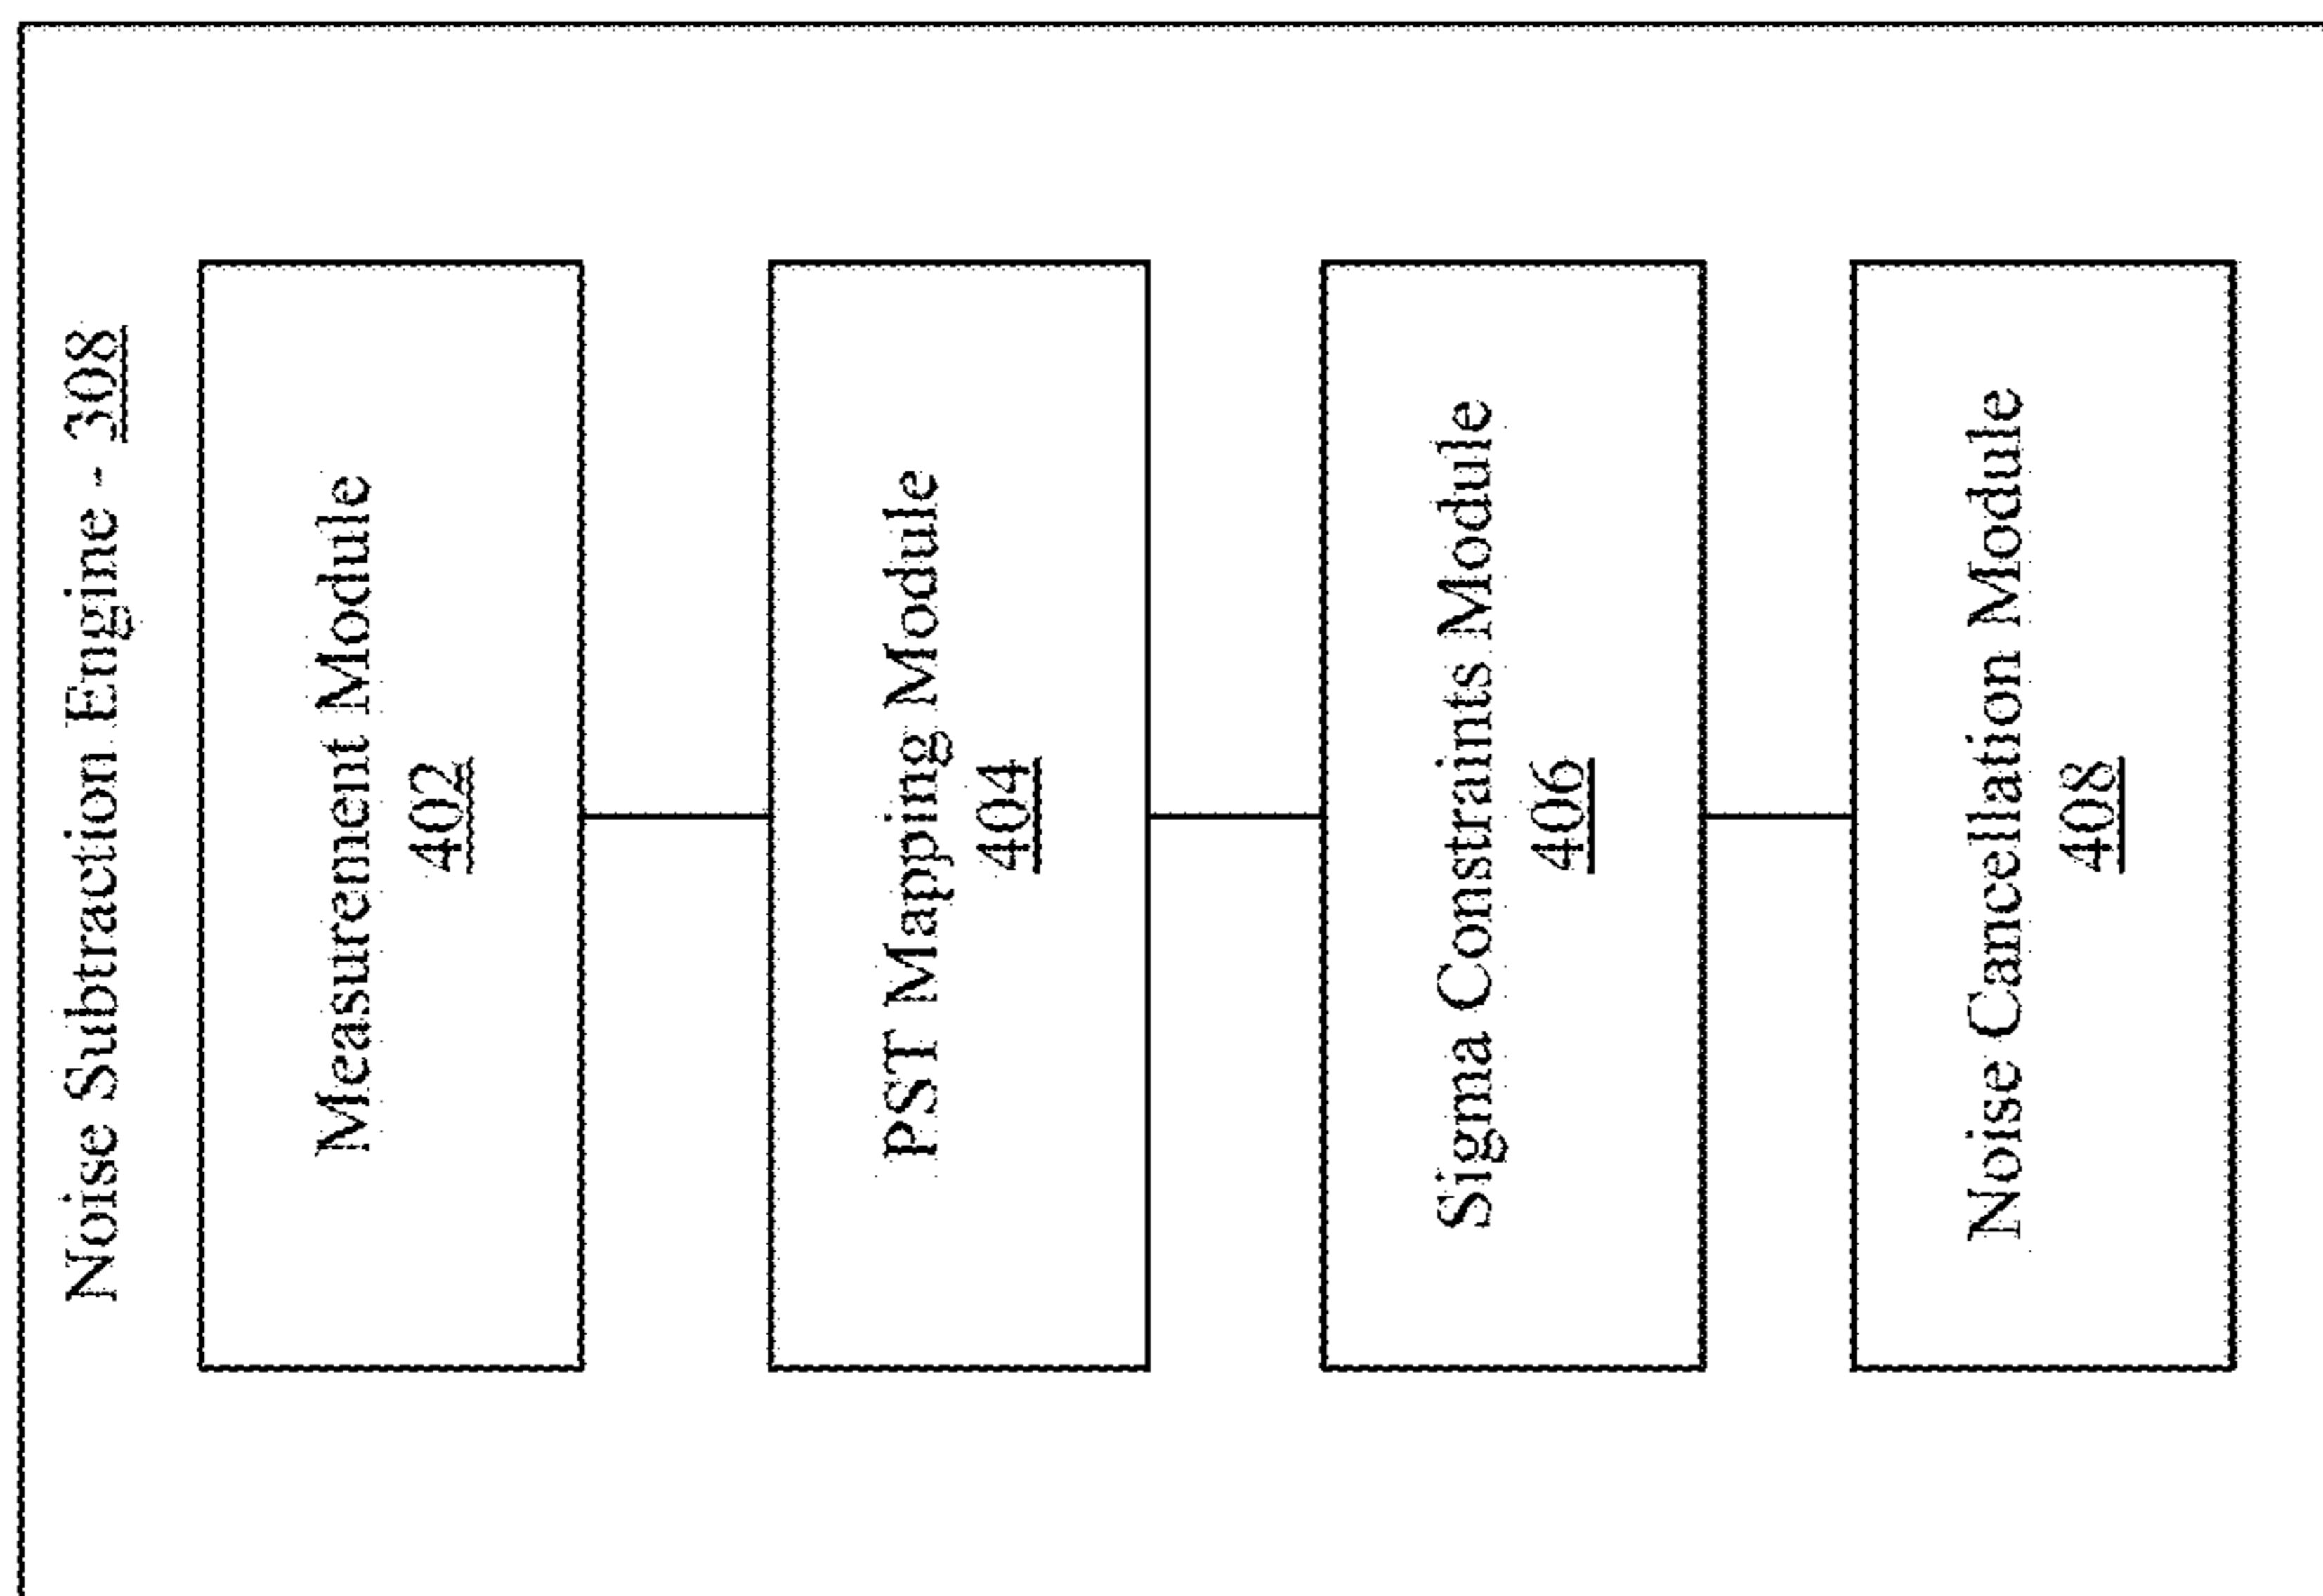 Noise Subtraction Engine - 308
Measurement Module
402
PST Mapping Module
404
Sigma Constraints Module
406
Noise Cancellation Module
408